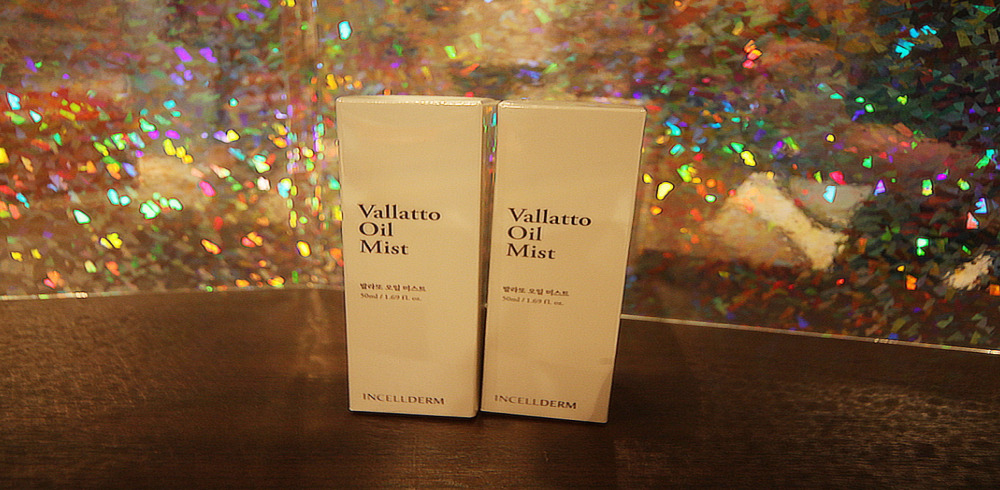 Vallatto
Oil
Mist
발라또 오일 미스트
50ml / 1.69 fl. oz.
INCELLDERM
Vallatto
Oil
Mist
발라또 오일 미스트
50ml / 1.69 fl. oz.
INCELLDERM